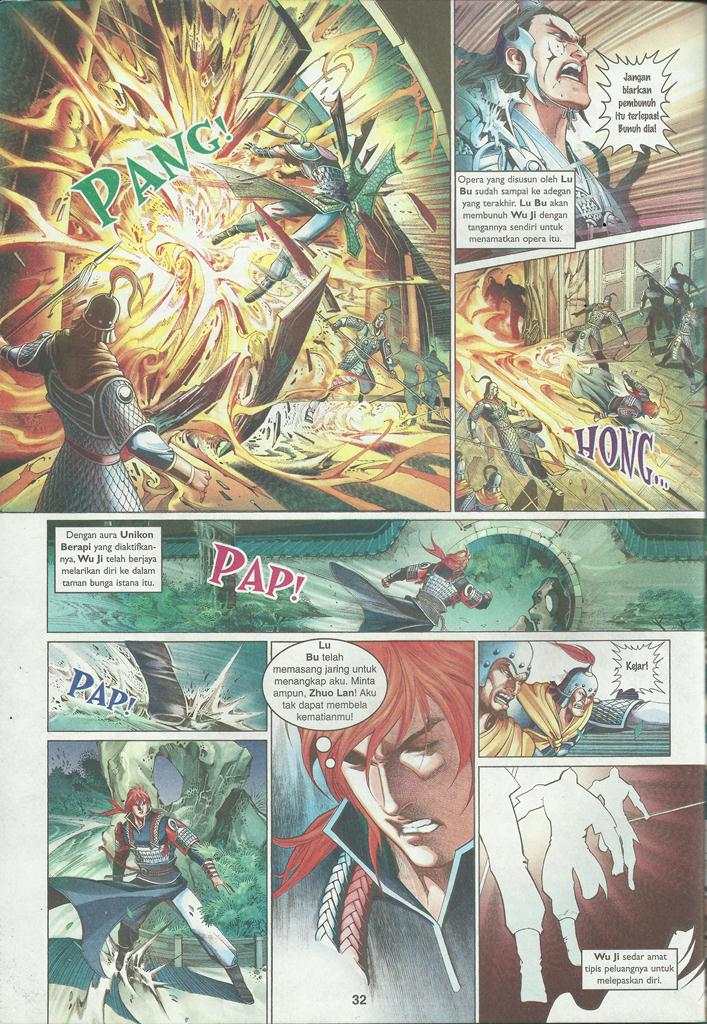 PANG!
Jangan
biarkan
pembunuh
itu terlepas!
Bunuh dia!
Opera yang disusun oleh Lu
Bu sudah sampai ke adegan
yang terakhir. Lu Bu akan
membunuh Wu Ji dengan
tangannya sendiri untuk
menamatkan opera itu.
HONG...
Dengan aura Unikon
Berapi yang diaktifkan-
nya, Wu Ji telah berjaya
melarikan diri ke dalam
taman bunga istana itu.
PAP!
PAP!
Lu
Bu telah
memasang jaring untuk
menangkap aku. Minta
ampun, Zhuo Lan! Aku
tak dapat membela
kematianmu!
Kejar!
Wu Ji sedar amat
tipis peluangnya untuk
melepaskan diri.
32